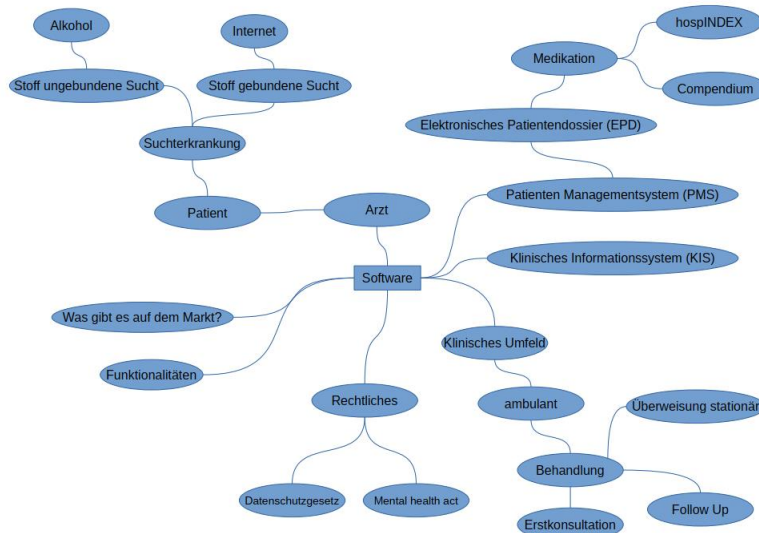 Alkohol
Internet
hospINDEX
Medikation
Stoff ungebundene Sucht
Stoff gebundene Sucht
Compendium
Elektronisches Patientendossier (EPD)
Suchterkrankung
Patienten Managementsystem (PMS)
Patient
Arzt
Klinisches Informationssystem (KIS)
Software
Was gibt es auf dem Markt?
Klinisches Umfeld
Funktionalitäten
Rechtliches
ambulant
Überweisung stationär
Behandlung
Datenschutzgesetz
Mental health act
Follow Up
Erstkonsultation